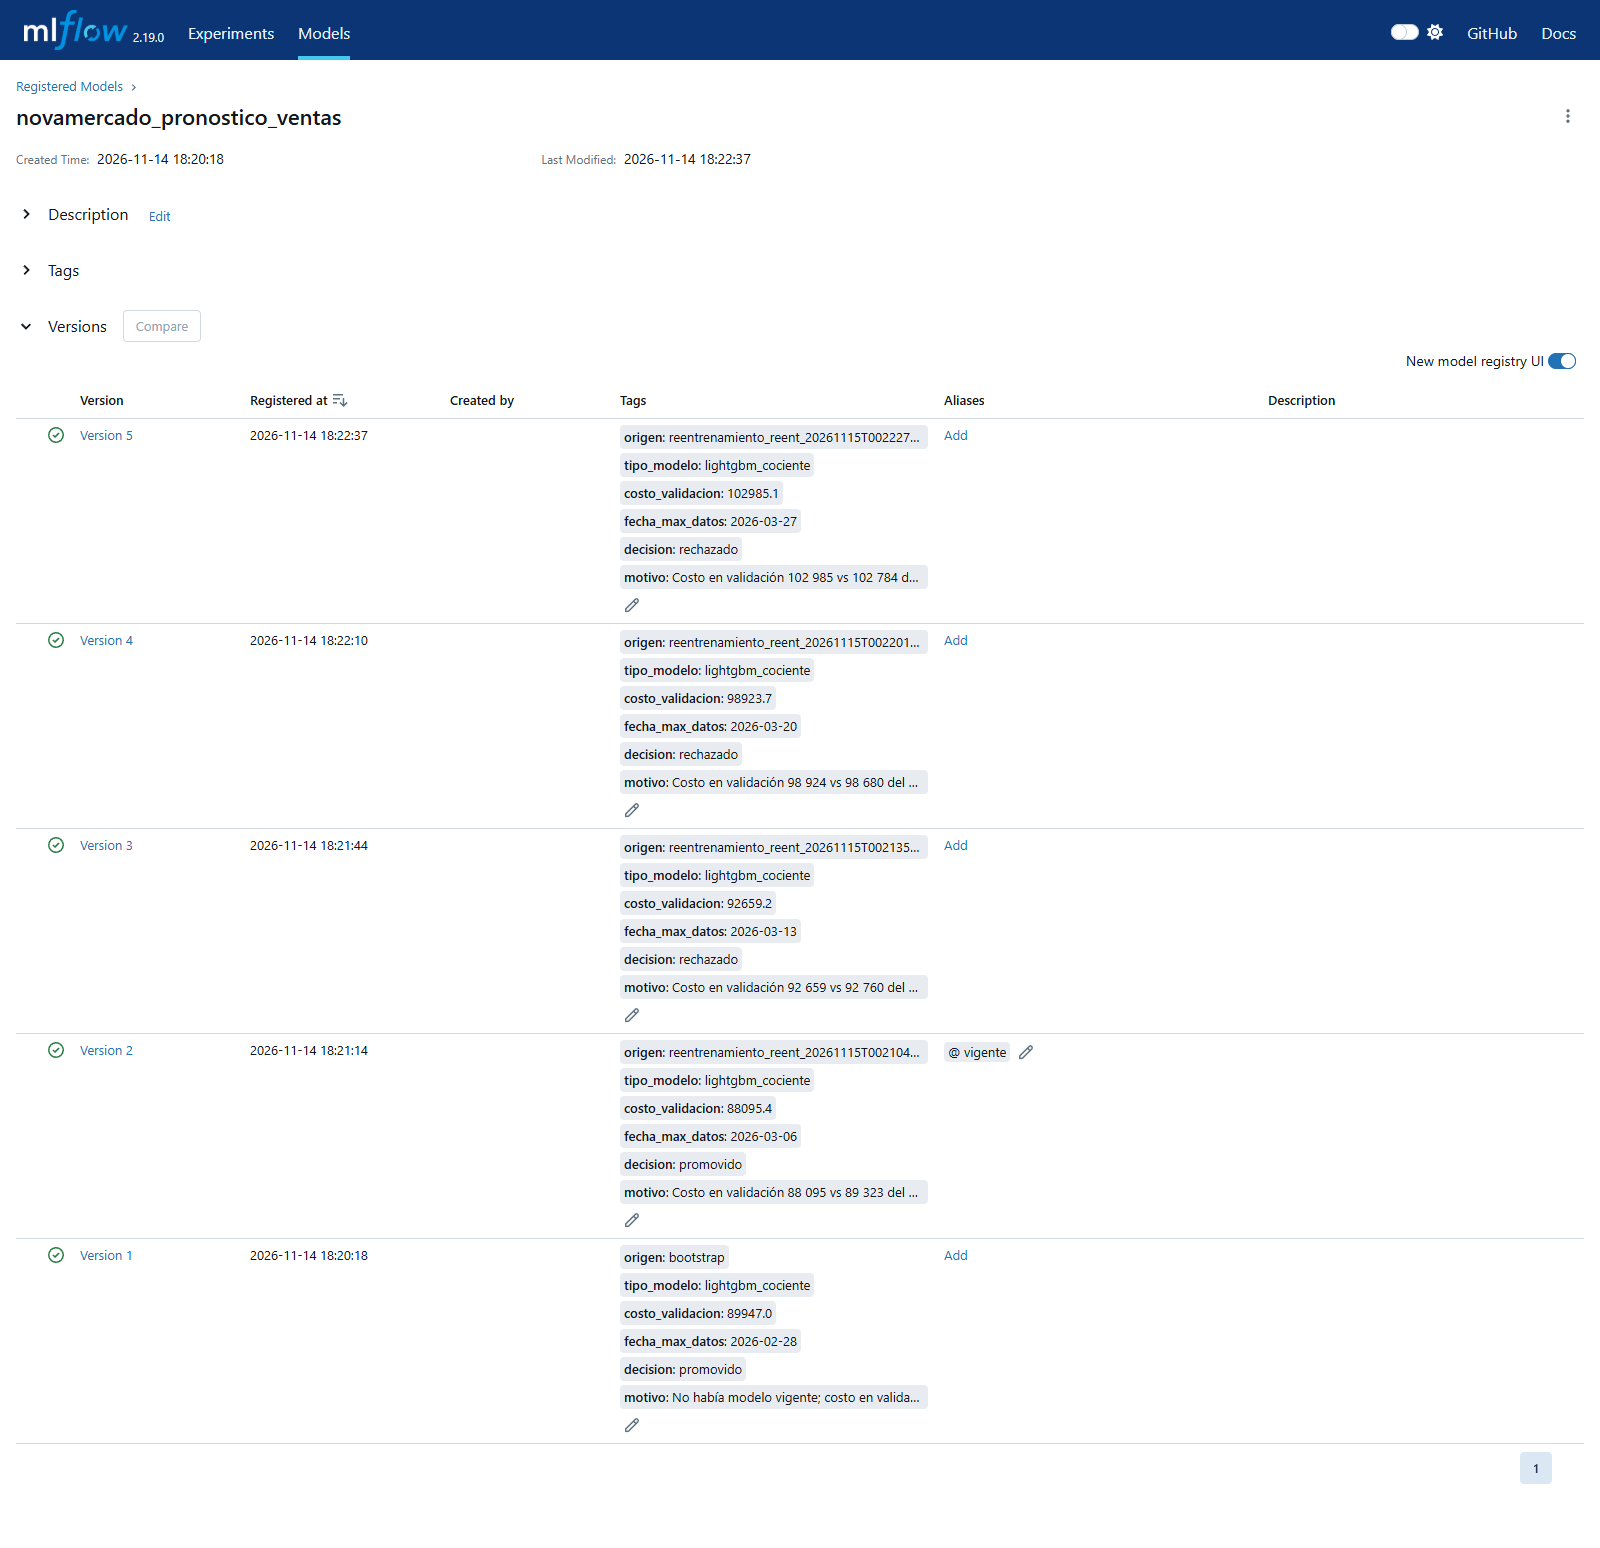 mlflow 2.19.0 Experiments Models GitHub Docs
Registered Models
novamercado_pronostico_ventas
Created Time: 2026-11-14 18:20:18 Last Modified: 2026-11-14 18:22:37
Description Edit
Tags
Versions Compare
New model registry UI
Version Registered at Created by Tags Aliases Description
Version 5 2026-11-14 18:22:37 origen: reentrenamiento_reent_20261115T002227... Add
tipo_modelo: lightgbm_cociente
costo_validacion: 102985.1
fecha_max_datos: 2026-03-27
decision: rechazado
motivo: Costo en validación 102 985 vs 102 784 d...
Version 4 2026-11-14 18:22:10 origen: reentrenamiento_reent_20261115T002201... Add
tipo_modelo: lightgbm_cociente
costo_validacion: 98923.7
fecha_max_datos: 2026-03-20
decision: rechazado
motivo: Costo en validación 98 924 vs 98 680 del ...
Version 3 2026-11-14 18:21:44 origen: reentrenamiento_reent_20261115T002135... Add
tipo_modelo: lightgbm_cociente
costo_validacion: 92659.2
fecha_max_datos: 2026-03-13
decision: rechazado
motivo: Costo en validación 92 659 vs 92 760 del ...
Version 2 2026-11-14 18:21:14 origen: reentrenamiento_reent_20261115T002104... @ vigente
tipo_modelo: lightgbm_cociente
costo_validacion: 88095.4
fecha_max_datos: 2026-03-06
decision: promovido
motivo: Costo en validación 88 095 vs 89 323 del ...
Version 1 2026-11-14 18:20:18 origen: bootstrap Add
tipo_modelo: lightgbm_cociente
costo_validacion: 89947.0
fecha_max_datos: 2026-02-28
decision: promovido
motivo: No había modelo vigente; costo en valida...
1